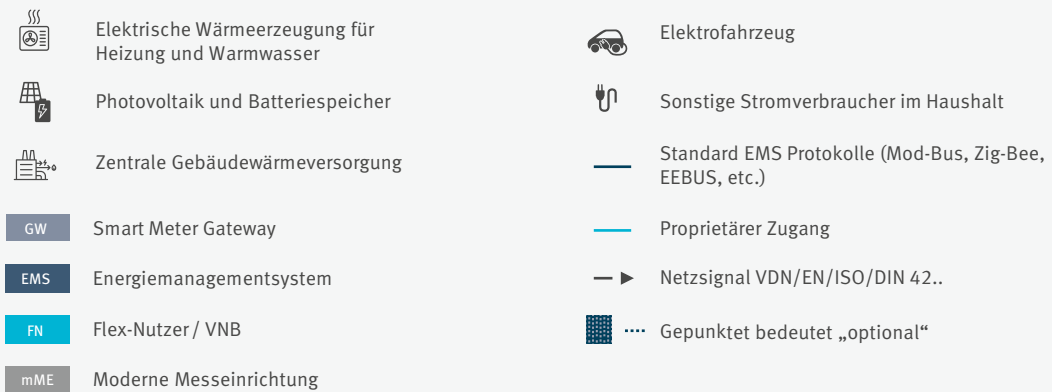 Elektrische Wärmeerzeugung für
Heizung und Warmwasser
Photovoltaik und Batteriespeicher
Zentrale Gebäudewärmeversorgung
GW Smart Meter Gateway
EMS Energiemanagementsystem
FN Flex-Nutzer / VNB
mME Moderne Messeinrichtung
Elektrofahrzeug
Sonstige Stromverbraucher im Haushalt
Standard EMS Protokolle (Mod-Bus, Zig-Bee,
EEBUS, etc.)
Proprietärer Zugang
Netzsignal VDN/EN/ISO/DIN 42..
Gepunktet bedeutet „optional“